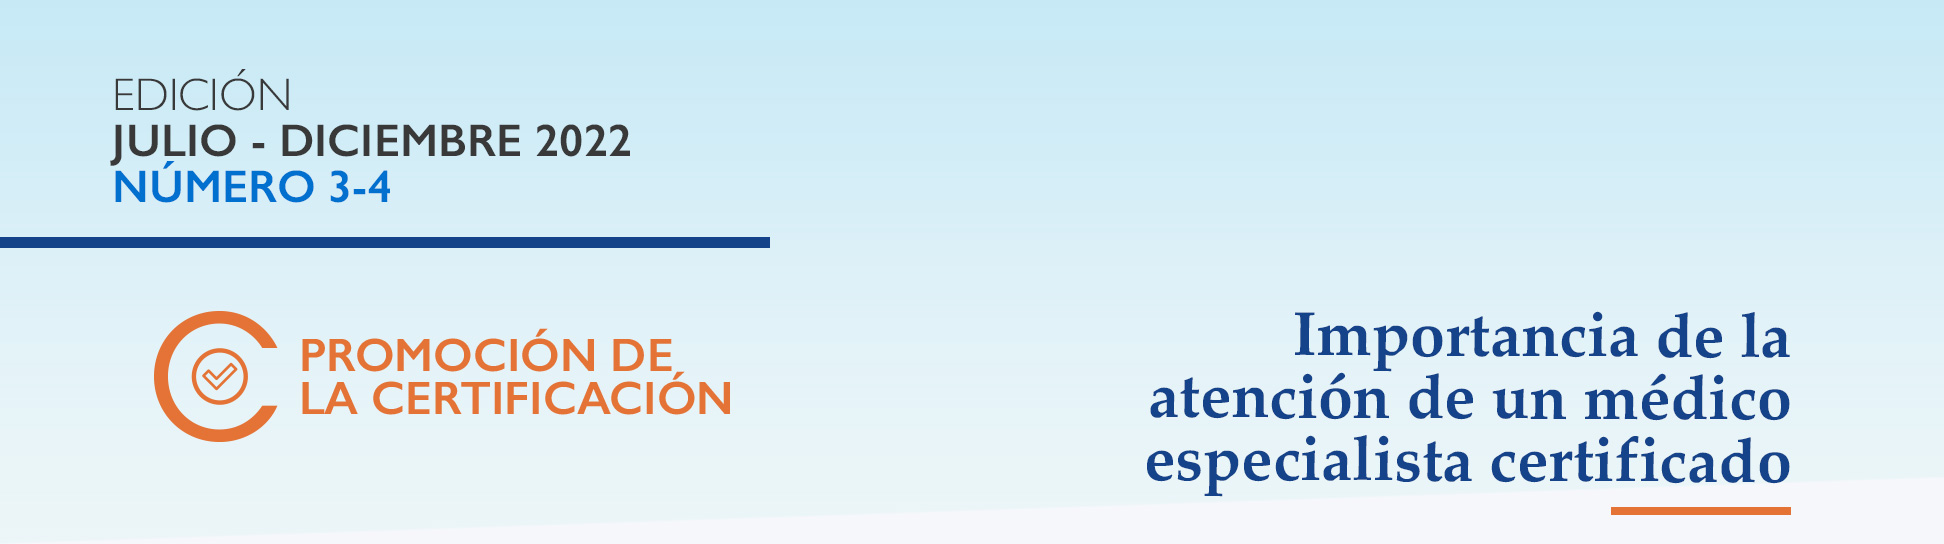 EDICIÓN
JULIO - DICIEMBRE 2022
NÚMERO 3-4
PROMOCIÓN DE
LA CERTIFICACIÓN
Importancia de la
atención de un médico
especialista certificado